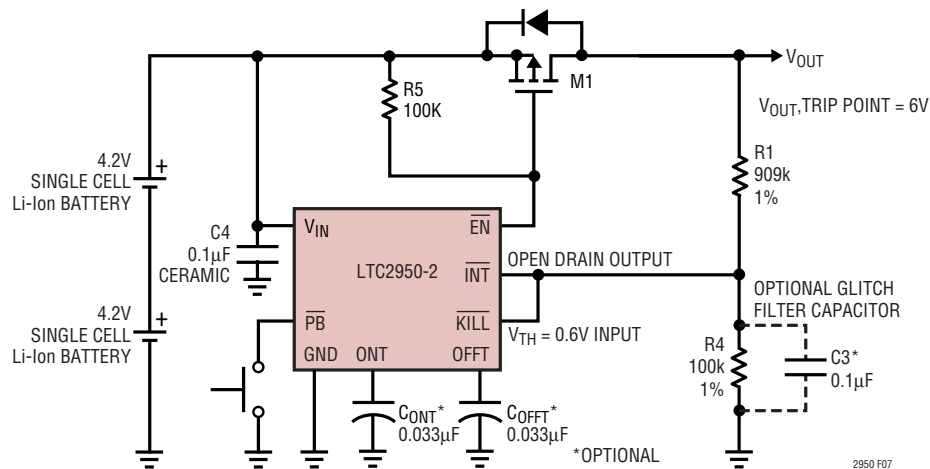 VOUT
VOUT,TRIP POINT = 6V
R5
100K
M1
R1
909k
1%
4.2V
SINGLE CELL
Li-Ion BATTERY
+
VIN
EN
C4
0.1µF
CERAMIC
LTC2950-2
INT
OPEN DRAIN OUTPUT
OPTIONAL GLITCH
FILTER CAPACITOR
4.2V
SINGLE CELL
Li-Ion BATTERY
+
PB
KILL
VTH = 0.6V INPUT
GND
ONT
OFFT
R4
100k
1%
C3*
0.1µF
CONT*
0.033µF
COFFT*
0.033µF
*OPTIONAL
2950 F07